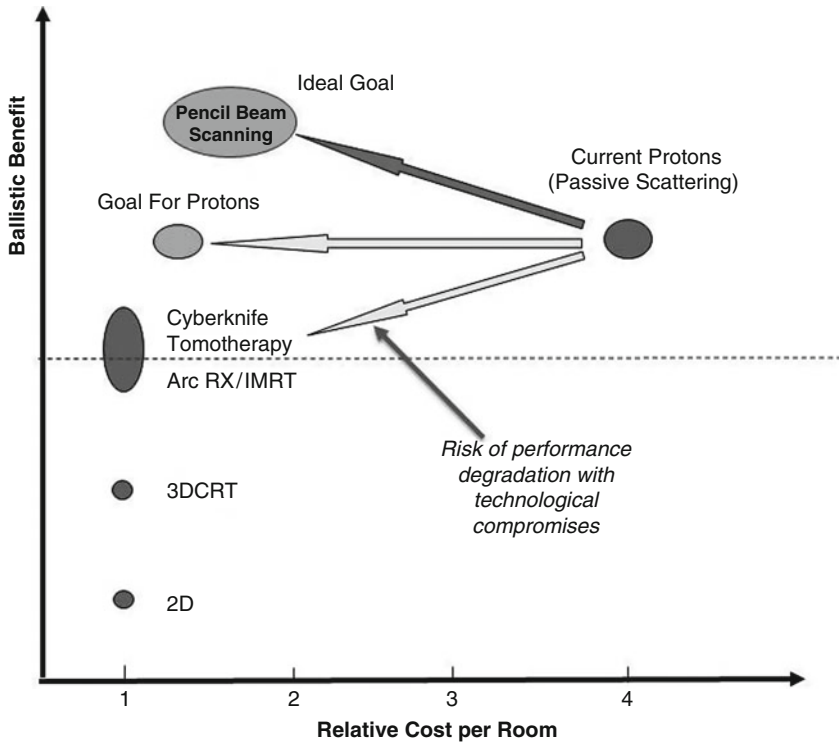 Ballistic Benefit
Ideal Goal
Pencil Beam
Scanning
Current Protons
(Passive Scattering)
Goal For Protons
Cyberknife
Tomotherapy
Arc RX/IMRT
Risk of performance
degradation with
technological
compromises
3DCRT
2D
1
2
3
4
Relative Cost per Room